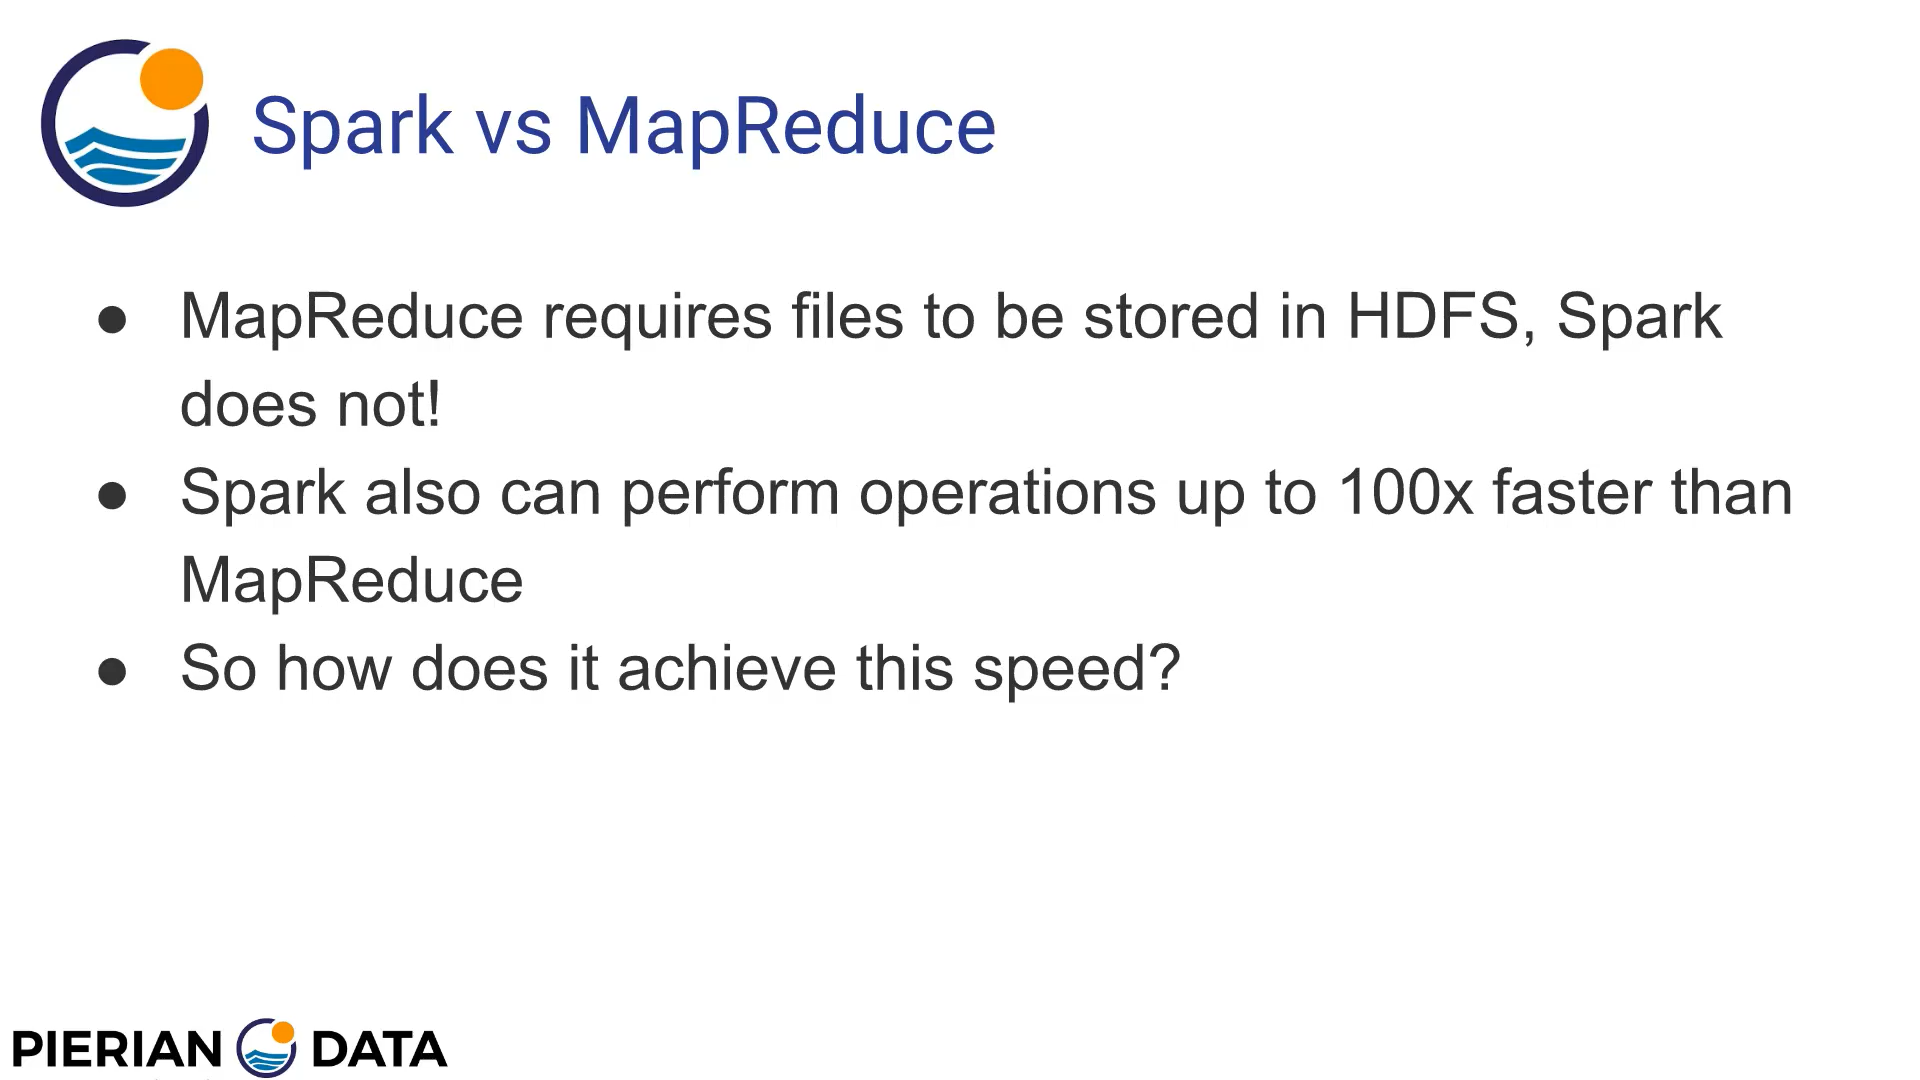 Spark vs MapReduce
● MapReduce requires files to be stored in HDFS, Spark
does not!
● Spark also can perform operations up to 100x faster than
MapReduce
● So how does it achieve this speed?
PIERIAN DATA